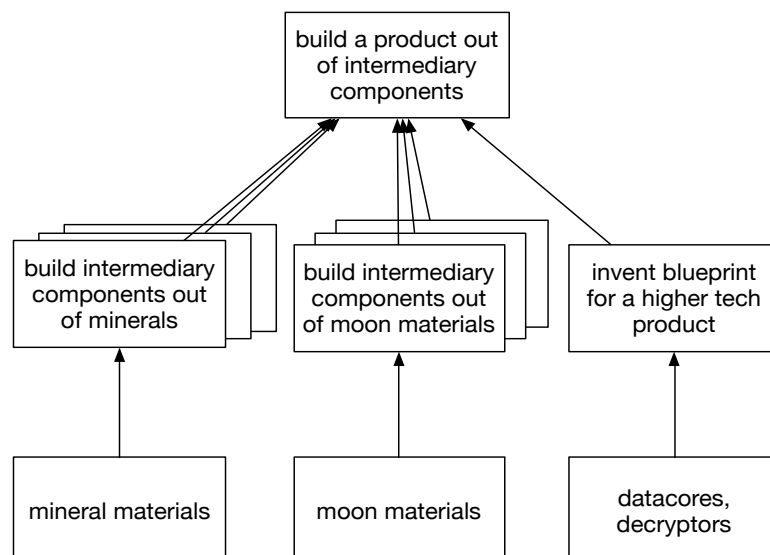 build a product out
of intermediary
components
build intermediary
components out
of minerals
build intermediary
components out
of moon materials
invent blueprint
for a higher tech
product
mineral materials
moon materials
datacores,
decryptors